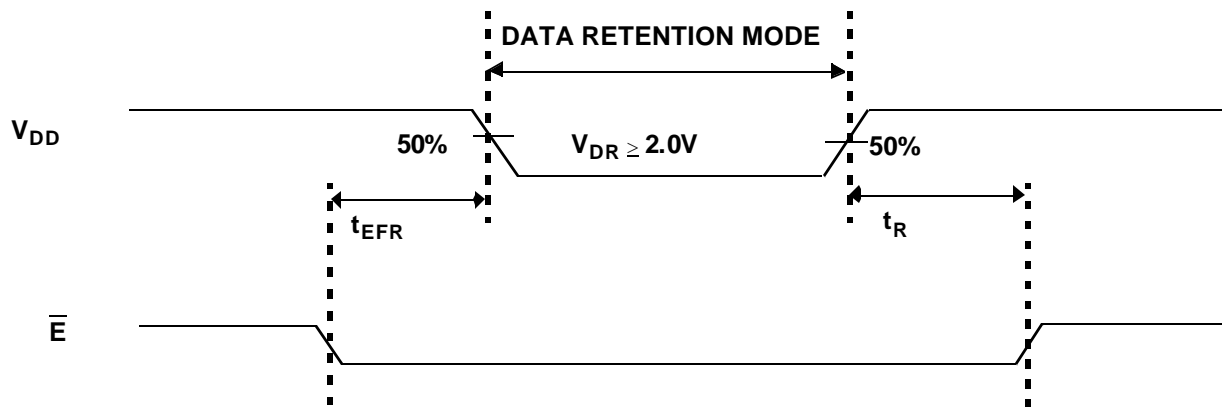 DATA RETENTION MODE
VDD
50%
VDR ≥ 2.0V
50%
tEFR
tR
E̅